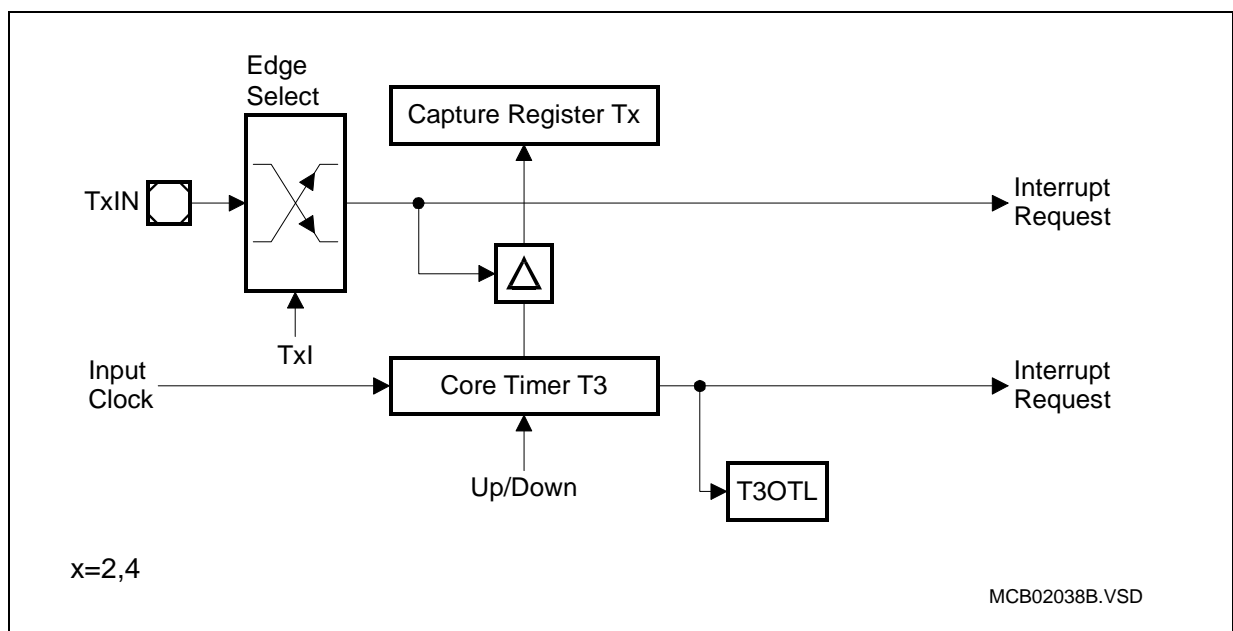 Edge
Select
Capture Register Tx
TxIN
Interrupt
Request
TxI
Input
Clock
Core Timer T3
Interrupt
Request
Up/Down
T3OTL
x=2,4
MCB02038B.VSD